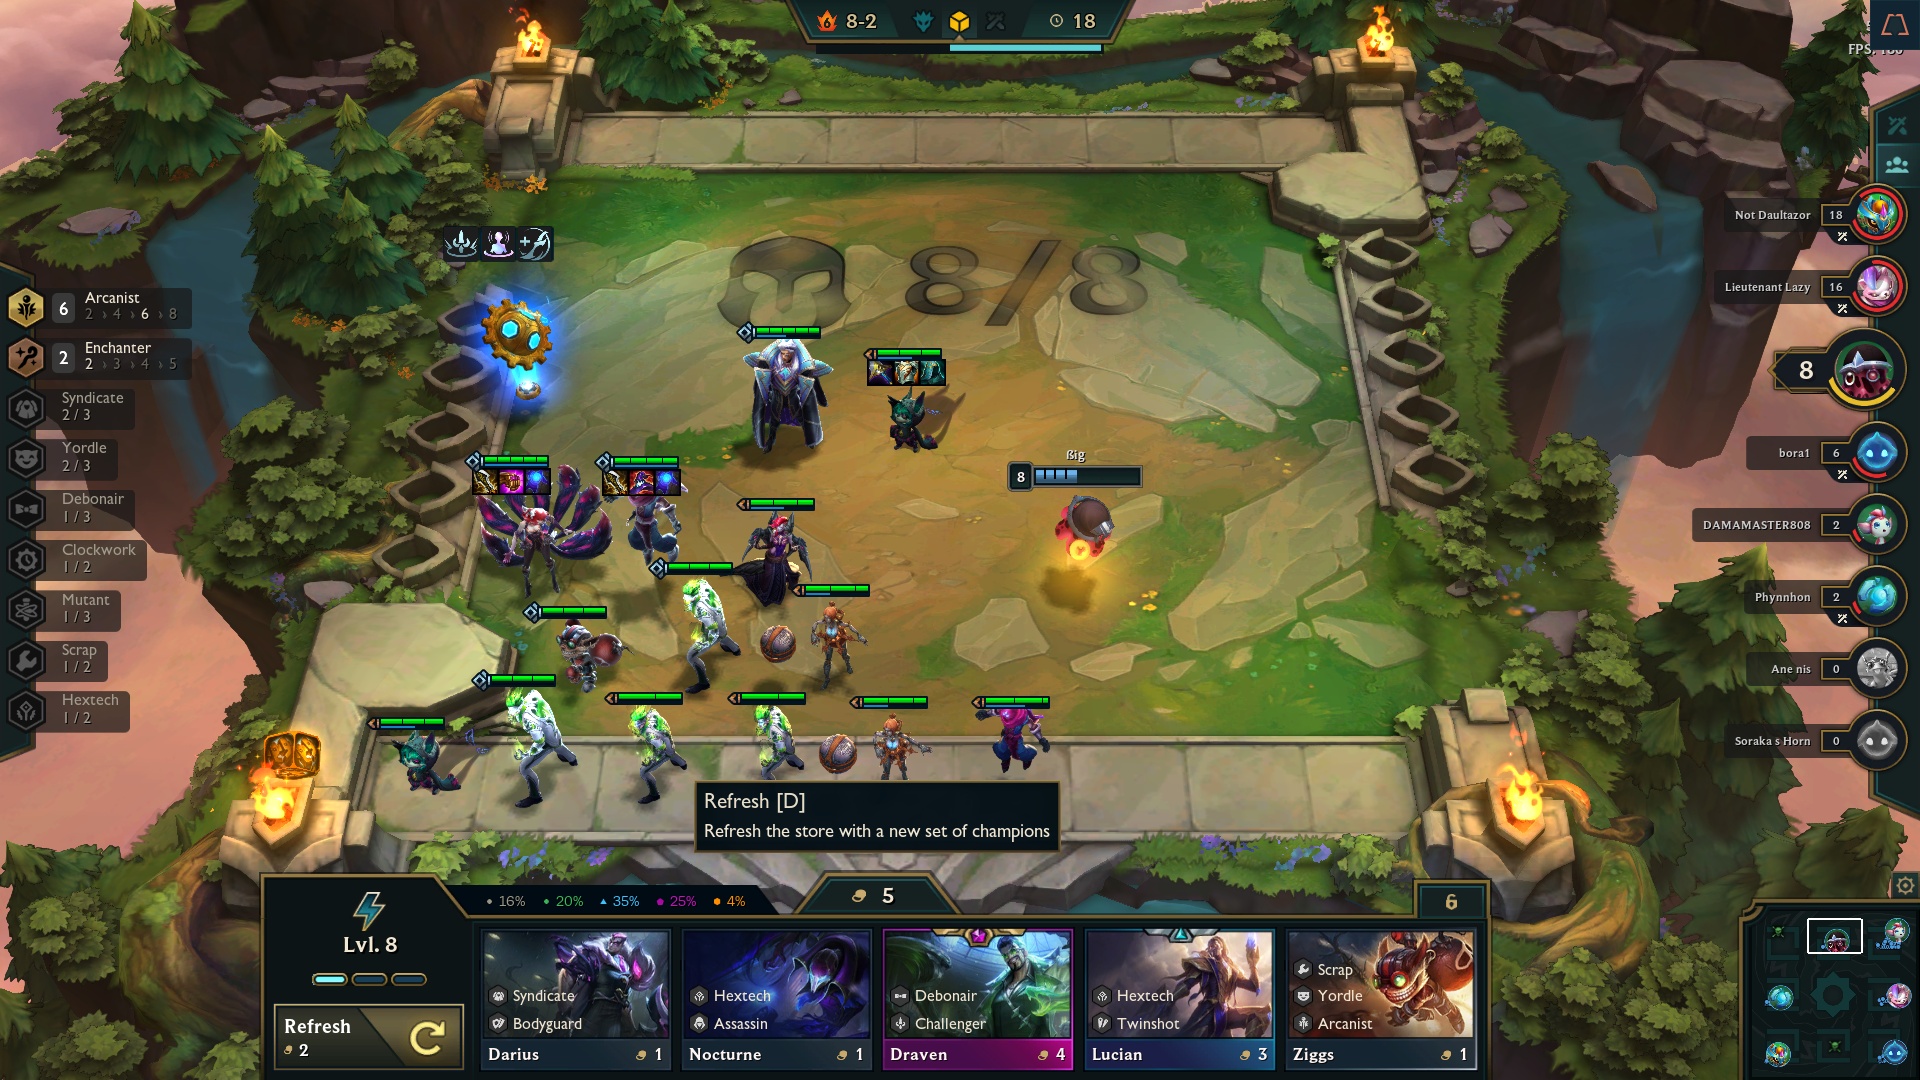 6
8-2
18
FPS:
8/8
6
Arcanist
2 › 4 › 6 › 8
2
Enchanter
2 › 3 › 4 › 5
Syndicate
2 / 3
Yordle
2 / 3
Debonair
1 / 3
Clockwork
1 / 2
Mutant
1 / 3
Scrap
1 / 2
Hextech
1 / 2
8
ßig
Not Daultazor
18
Lieutenant Lazy
16
8
bora1
6
DAMAMASTER808
2
Phynnhon
2
Ane nis
0
Soraka s Horn
0
Refresh [D]
Refresh the store with a new set of champions
16% 20% 35% 25% 4%
5
6
Lvl. 8
Refresh
2
Syndicate
Bodyguard
Darius
1
Hextech
Assassin
Nocturne
1
Debonair
Challenger
Draven
4
Hextech
Twinshot
Lucian
3
Scrap
Yordle
Arcanist
Ziggs
1